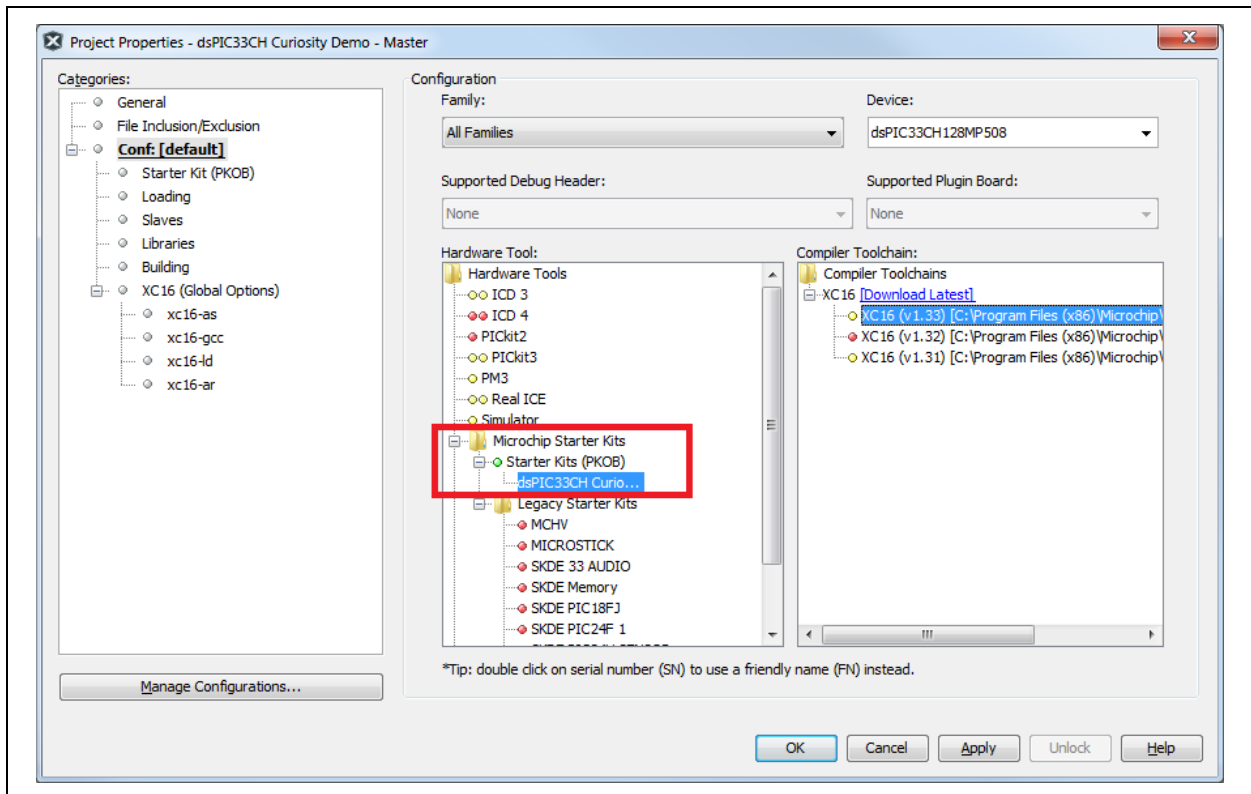 Project Properties - dsPIC33CH Curiosity Demo - Master
Categories:
General
File Inclusion/Exclusion
Conf: [default]
Starter Kit (PKOB)
Loading
Slaves
Libraries
Building
XC16 (Global Options)
xc16-as
xc16-gcc
xc16-ld
xc16-ar
Manage Configurations...
Configuration
Family:
Device:
All Families
dsPIC33CH128MP508
Supported Debug Header:
Supported Plugin Board:
None
None
Hardware Tool:
Hardware Tools
ICD 3
ICD 4
PICkit2
PICkit3
PM3
Real ICE
Simulator
Microchip Starter Kits
Starter Kits (PKOB)
dsPIC33CH Curio...
Legacy Starter Kits
MCHV
MICROSTICK
SKDE 33 AUDIO
SKDE Memory
SKDE PIC18FJ
SKDE PIC24F 1
Compiler Toolchain:
Compiler Toolchains
XC16 [Download Latest]
XC16 (v1.33) [C:\Program Files (x86)\Microchip\
XC16 (v1.32) [C:\Program Files (x86)\Microchip\
XC16 (v1.31) [C:\Program Files (x86)\Microchip\
*Tip: double click on serial number (SN) to use a friendly name (FN) instead.
OK
Cancel
Apply
Unlock
Help